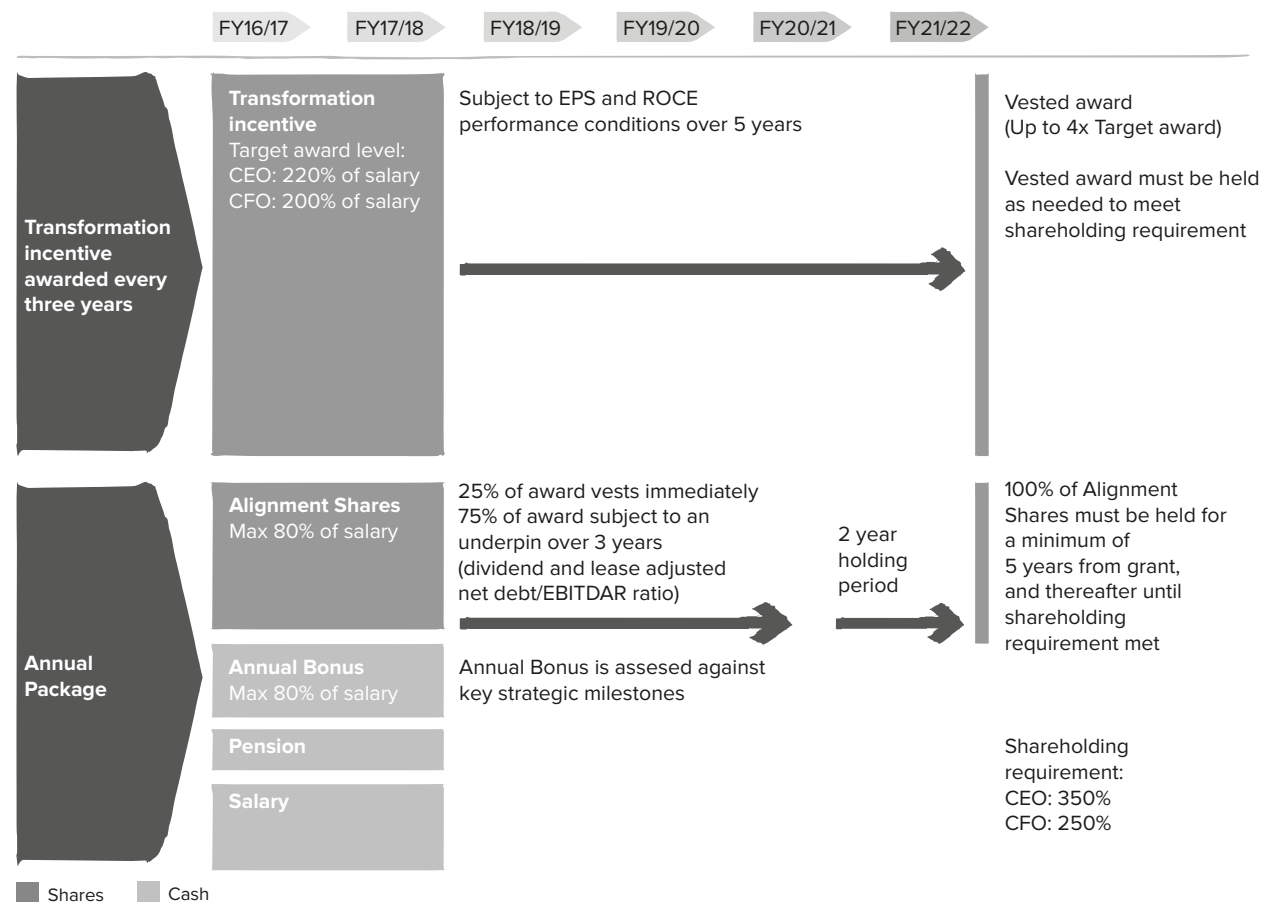 FY16/17 FY17/18 FY18/19 FY19/20 FY20/21 FY21/22
Transformation
incentive
awarded every
three years
Transformation
incentive
Target award level:
CEO: 220% of salary
CFO: 200% of salary
Subject to EPS and ROCE
performance conditions over 5 years
Vested award
(Up to 4x Target award)
Vested award must be held
as needed to meet
shareholding requirement
Annual
Package
Alignment Shares
Max 80% of salary
25% of award vests immediately
75% of award subject to an
underpin over 3 years
(dividend and lease adjusted
net debt/EBITDAR ratio)
2 year
holding
period
100% of Alignment
Shares must be held for
a minimum of
5 years from grant,
and thereafter until
shareholding
requirement met
Annual Bonus
Max 80% of salary
Annual Bonus is assesed against
key strategic milestones
Pension
Salary
Shareholding
requirement:
CEO: 350%
CFO: 250%
Shares
Cash